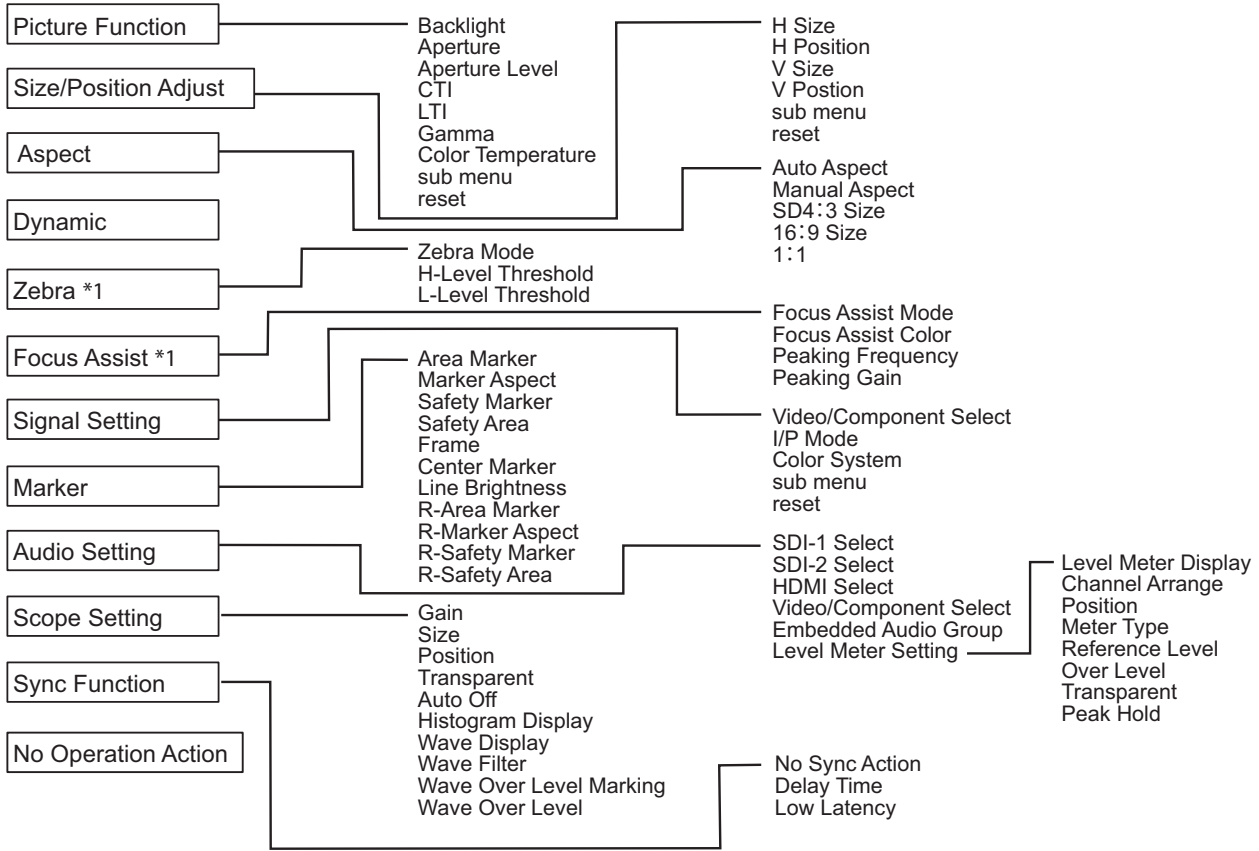 Picture Function
Size/Position Adjust
Aspect
Dynamic
Zebra *1
Focus Assist *1
Signal Setting
Marker
Audio Setting
Scope Setting
Sync Function
No Operation Action
Backlight
Aperture
Aperture Level
CTI
LTI
Gamma
Color Temperature
sub menu
reset
Zebra Mode
H-Level Threshold
L-Level Threshold
Area Marker
Marker Aspect
Safety Marker
Safety Area
Frame
Center Marker
Line Brightness
R-Area Marker
R-Marker Aspect
R-Safety Marker
R-Safety Area
Gain
Size
Position
Transparent
Auto Off
Histogram Display
Wave Display
Wave Filter
Wave Over Level Marking
Wave Over Level
H Size
H Position
V Size
V Postion
sub menu
reset
Auto Aspect
Manual Aspect
SD4:3 Size
16:9 Size
1:1
Focus Assist Mode
Focus Assist Color
Peaking Frequency
Peaking Gain
Video/Component Select
I/P Mode
Color System
sub menu
reset
SDI-1 Select
SDI-2 Select
HDMI Select
Video/Component Select
Embedded Audio Group
Level Meter Setting
No Sync Action
Delay Time
Low Latency
Level Meter Display
Channel Arrange
Position
Meter Type
Reference Level
Over Level
Transparent
Peak Hold